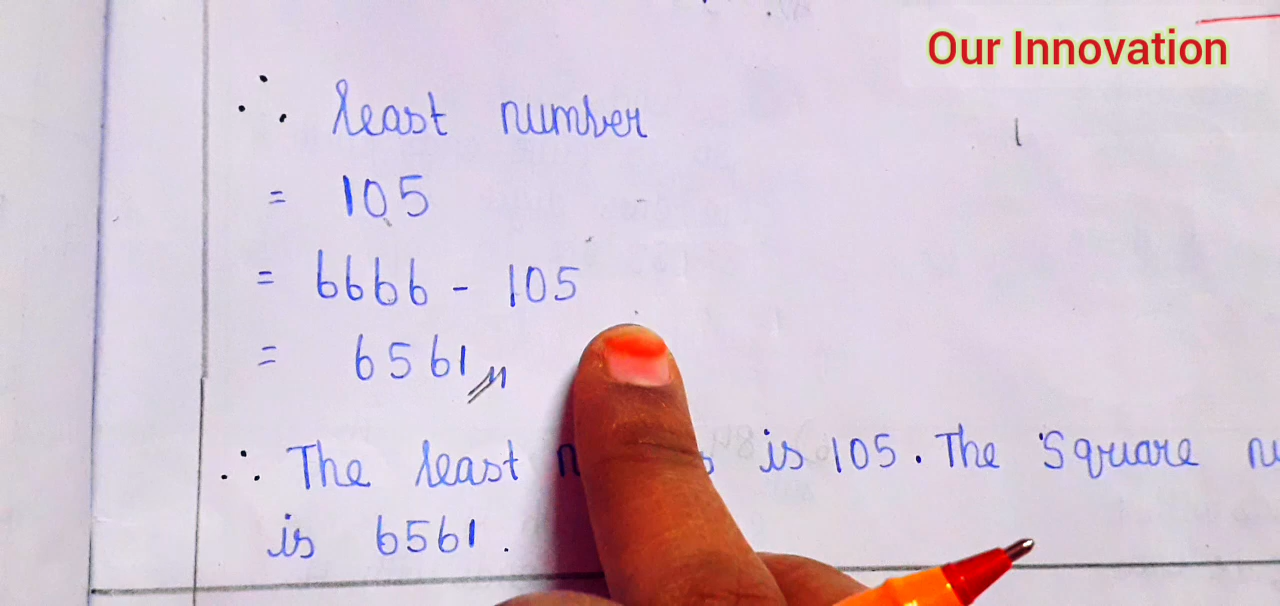 Our Innovation
∴ least number
= 105
= 6666 - 105
= 6561
∴ The least is 105. The Square
is 6561.